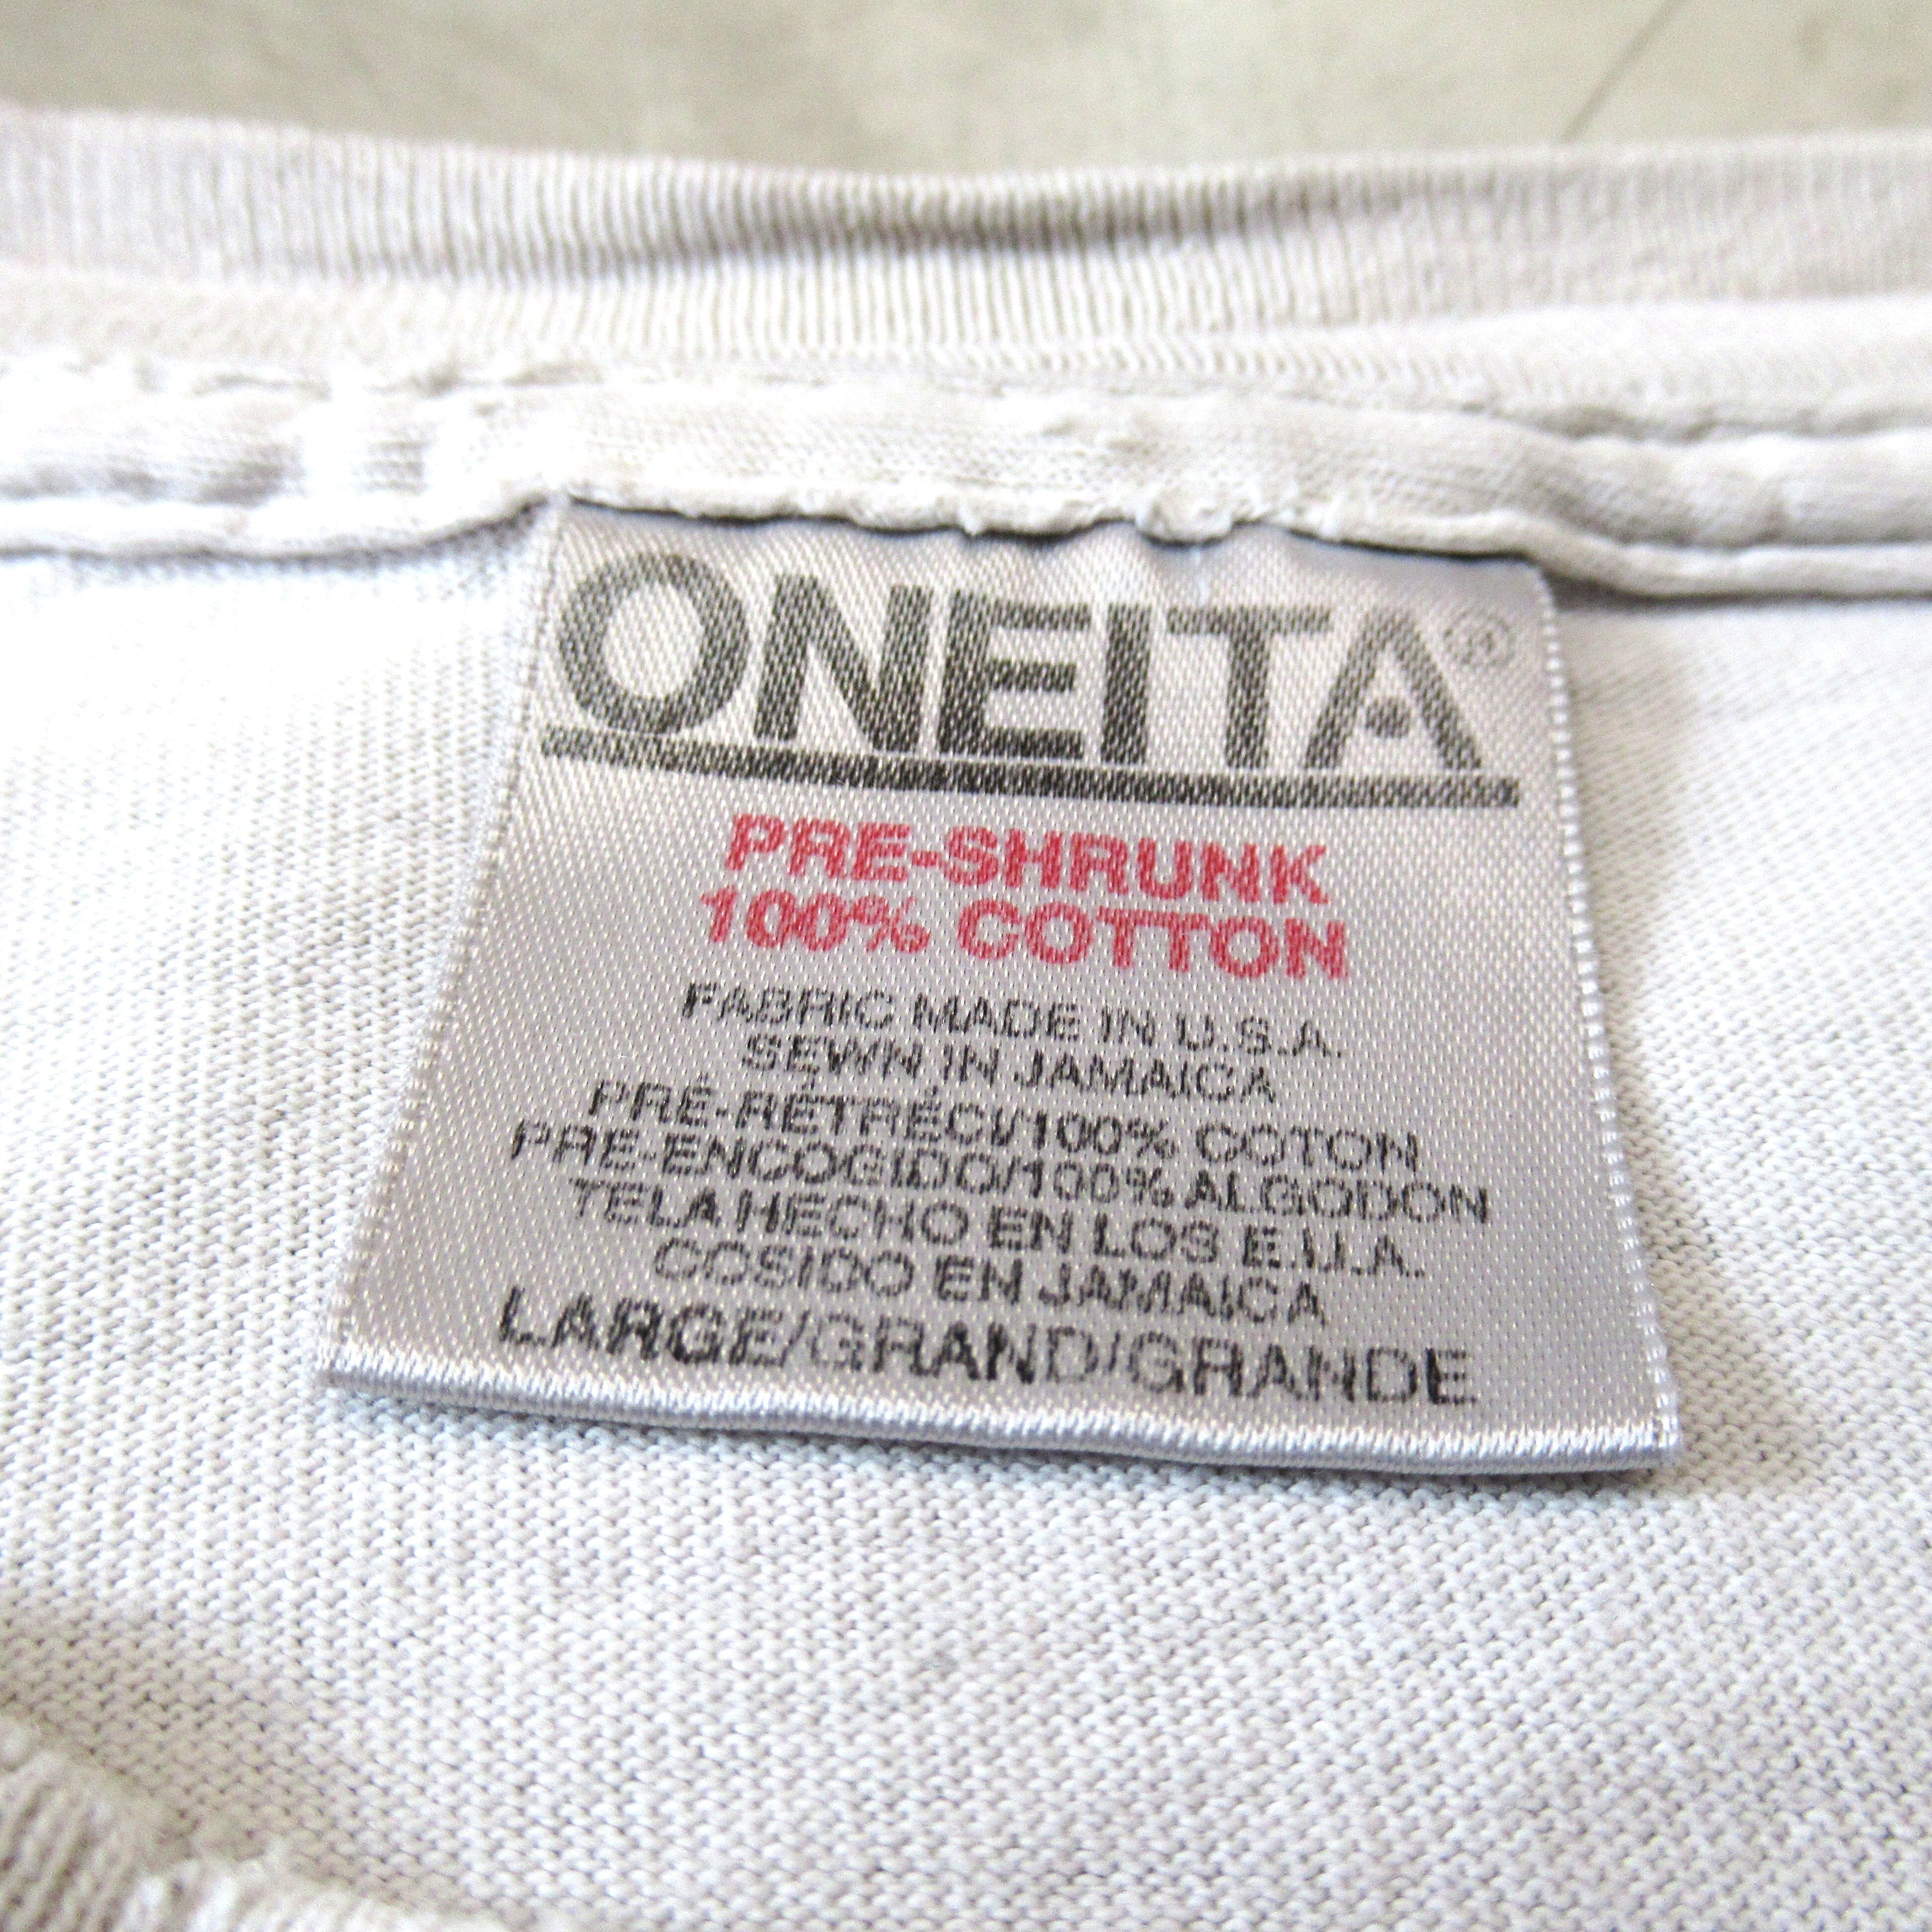 ONEITA®
PRE-SHRUNK
100% COTTON
FABRIC MADE IN U.S.A.
SEWN IN JAMAICA
PRÉ-RÉTRÉCI/100% COTON
PRE-ENCOGIDO/100% ALGODON
TELA HECHO EN LOS E.U.A.
COSIDO EN JAMAICA
LARGE/GRAND/GRANDE